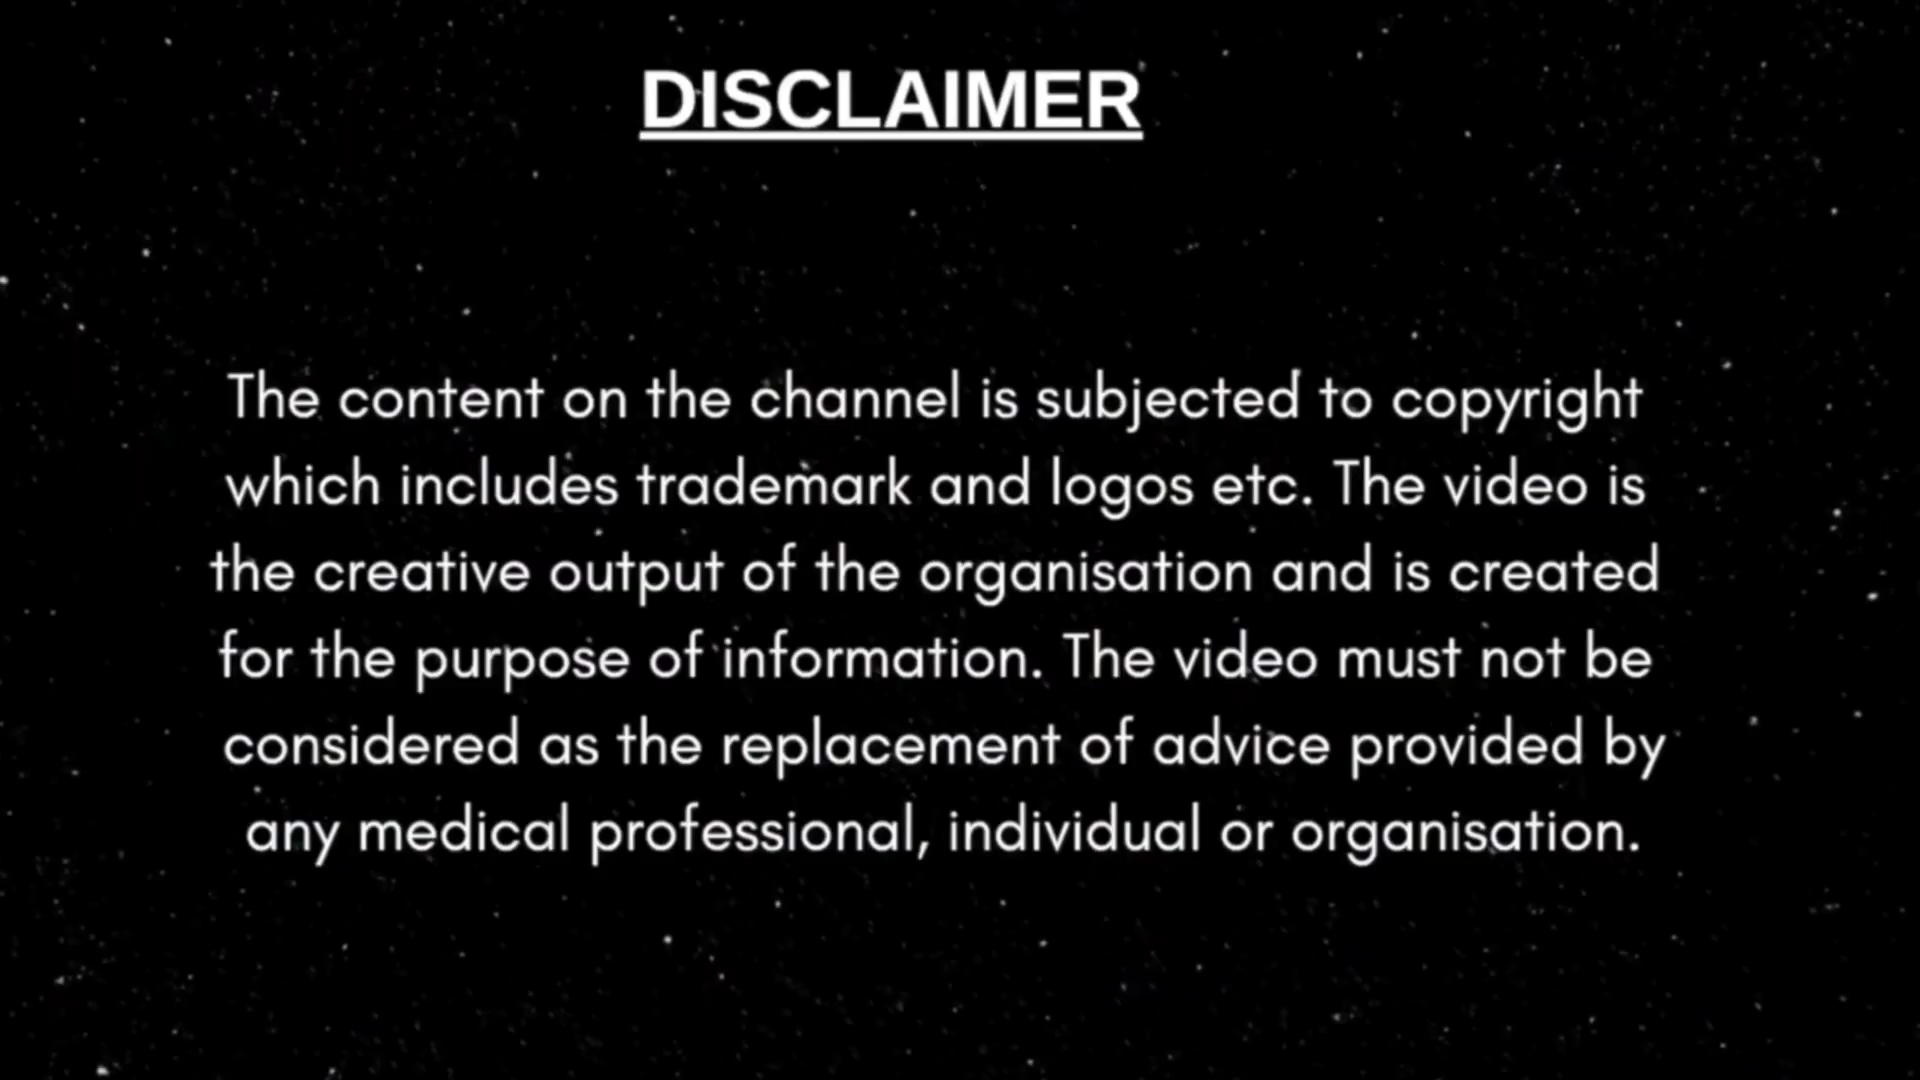 DISCLAIMER
The content on the channel is subjected to copyright
which includes trademark and logos etc. The video is
the creative output of the organisation and is created
for the purpose of information. The video must not be
considered as the replacement of advice provided by
any medical professional, individual or organisation.